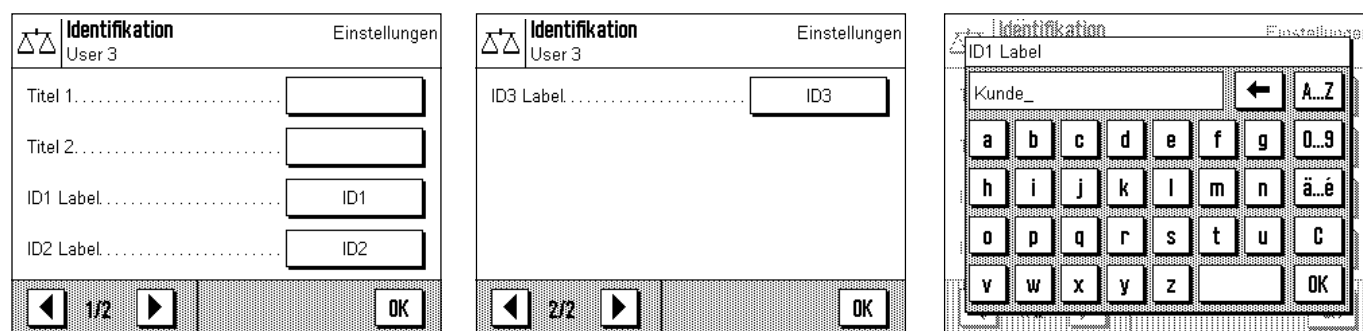 Identifikation
Einstellungen
User 3
Titel 1
Titel 2
ID1 Label ID1
ID2 Label ID2
1/2 OK
Identifikation
Einstellungen
User 3
ID3 Label ID3
2/2 OK
Identifikation
Einstellungen
ID1 Label
Kunde_ A...Z
a b c d e f g 0...9
h i j k l m n ä...é
o p q r s t u C
v w x y z OK